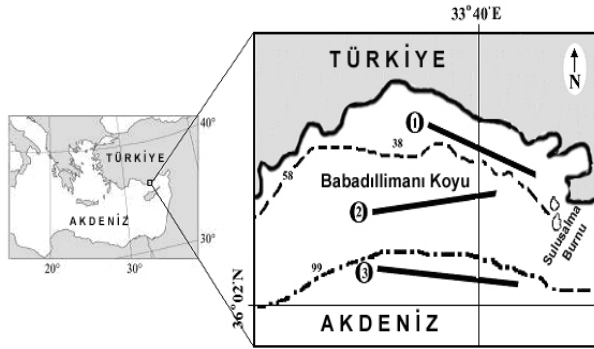 33°40'E
TÜRKİYE
N
1
38
58
Babadıllimanı Koyu
2
Sulusalma
Burnu
99
3
36°02'N
AKDENİZ
40°
TÜRKİYE
AKDENİZ
30°
20°
30°